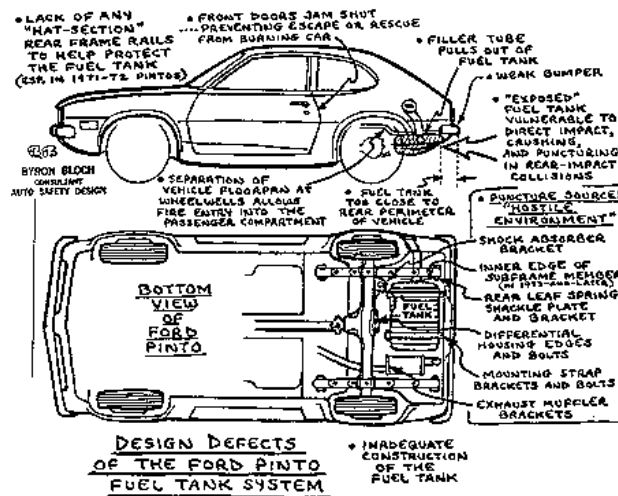 • LACK OF ANY
"HAT-SECTION"
REAR FRAME RAILS
TO HELP PROTECT
THE FUEL TANK
(ESP. IN 1971-72 PINTOS)
• FRONT DOORS JAM SHUT
.... PREVENTING ESCAPE OR RESCUE
FROM BURNING CAR
• FILLER TUBE
PULLS OUT OF
FUEL TANK
• WEAK BUMPER
• "EXPOSED"
FUEL TANK
VULNERABLE TO
DIRECT IMPACT,
CRUSHING,
AND PUNCTURING
IN REAR-IMPACT
COLLISIONS
BYRON BLOCH
CONSULTANT
AUTO SAFETY DESIGN
• SEPARATION OF
VEHICLE FLOORPAN AT
WHEELWELLS ALLOWS
FIRE ENTRY INTO THE
PASSENGER COMPARTMENT
• FUEL TANK
TOO CLOSE TO
REAR PERIMETER
OF VEHICLE
• PUNCTURE SOURCES
"HOSTILE
ENVIRONMENT"
SHOCK ABSORBER
BRACKET
INNER EDGE OF
SUBFRAME MEMBER
(IN 1973-AND-LATER)
REAR LEAF SPRING
SHACKLE PLATE
AND BRACKET
DIFFERENTIAL
HOUSING EDGES
AND BOLTS
MOUNTING STRAP
BRACKETS AND BOLTS
EXHAUST MUFFLER
BRACKETS
BOTTOM
VIEW
OF
FORD
PINTO
FUEL
TANK
DESIGN DEFECTS
OF THE FORD PINTO
FUEL TANK SYSTEM
• INADEQUATE
CONSTRUCTION
OF THE
FUEL TANK